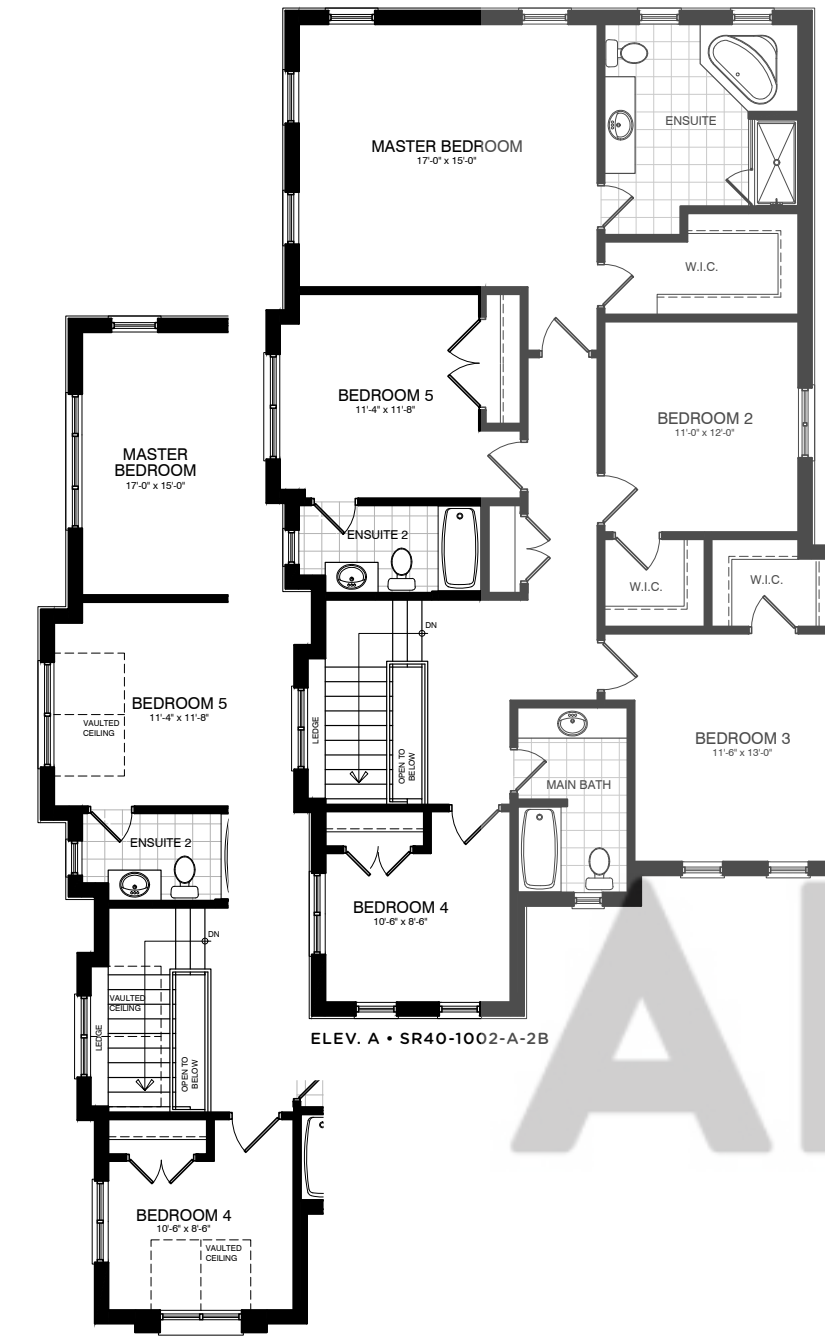 MASTER BEDROOM
17'-0" x 15'-0"
ENSUITE
W.I.C.
BEDROOM 5
11'-4" x 11'-8"
BEDROOM 2
11'-0" x 12'-0"
ENSUITE 2
W.I.C.
W.I.C.
DN
LEDGE
OPEN TO
BELOW
BEDROOM 3
11'-6" x 13'-0"
MAIN BATH
BEDROOM 4
10'-6" x 8'-6"
ELEV. A • SR40-1002-A-2B
MASTER
BEDROOM
17'-0" x 15'-0"
BEDROOM 5
11'-4" x 11'-8"
VAULTED
CEILING
ENSUITE 2
DN
VAULTED
CEILING
LEDGE
OPEN TO
BELOW
BEDROOM 4
10'-6" x 8'-6"
VAULTED
CEILING